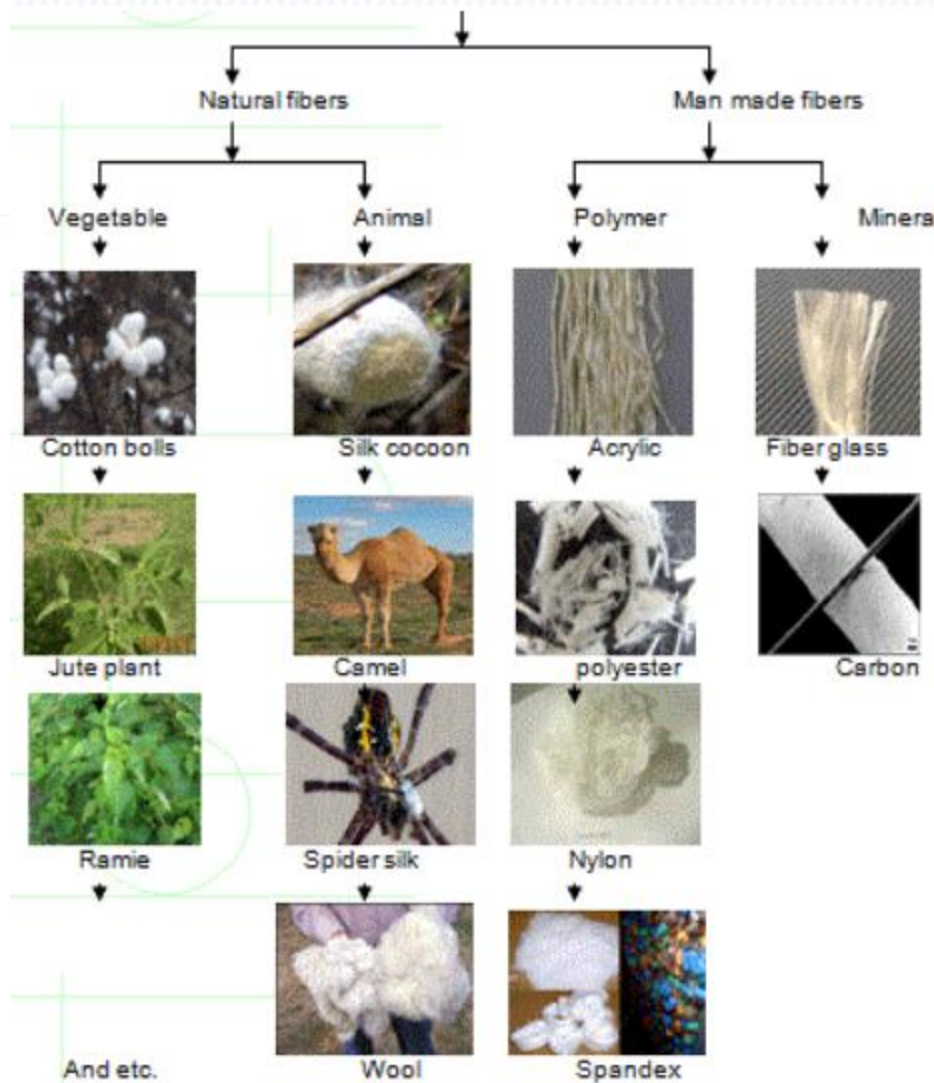 Natural fibers Man made fibers
Vegetable Animal Polymer Minera
Cotton bolls Silk cocoon Acrylic Fiber glass
Jute plant Camel polyester Carbon
Ramie Spider silk Nylon
And etc. Wool Spandex